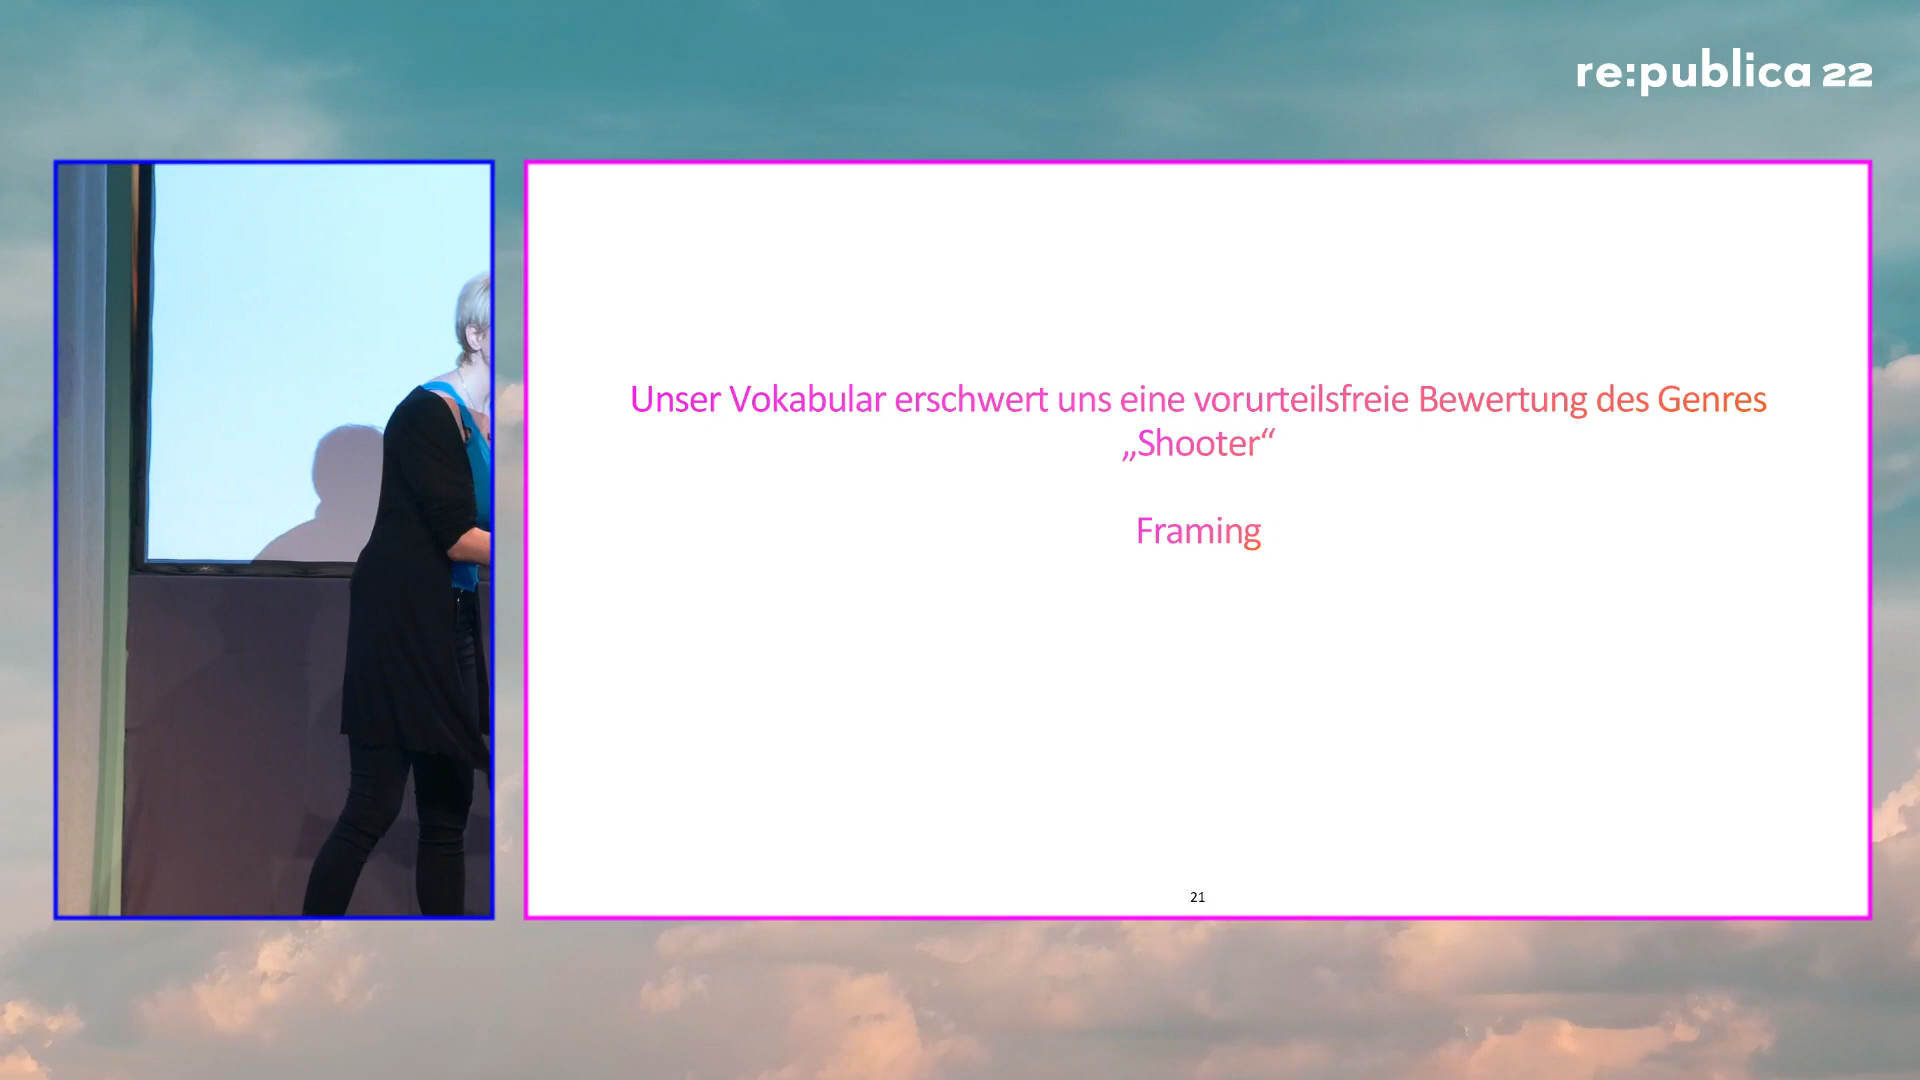 re:publica 22
Unser Vokabular erschwert uns eine vorurteilsfreie Bewertung des Genres
„Shooter“
Framing
21